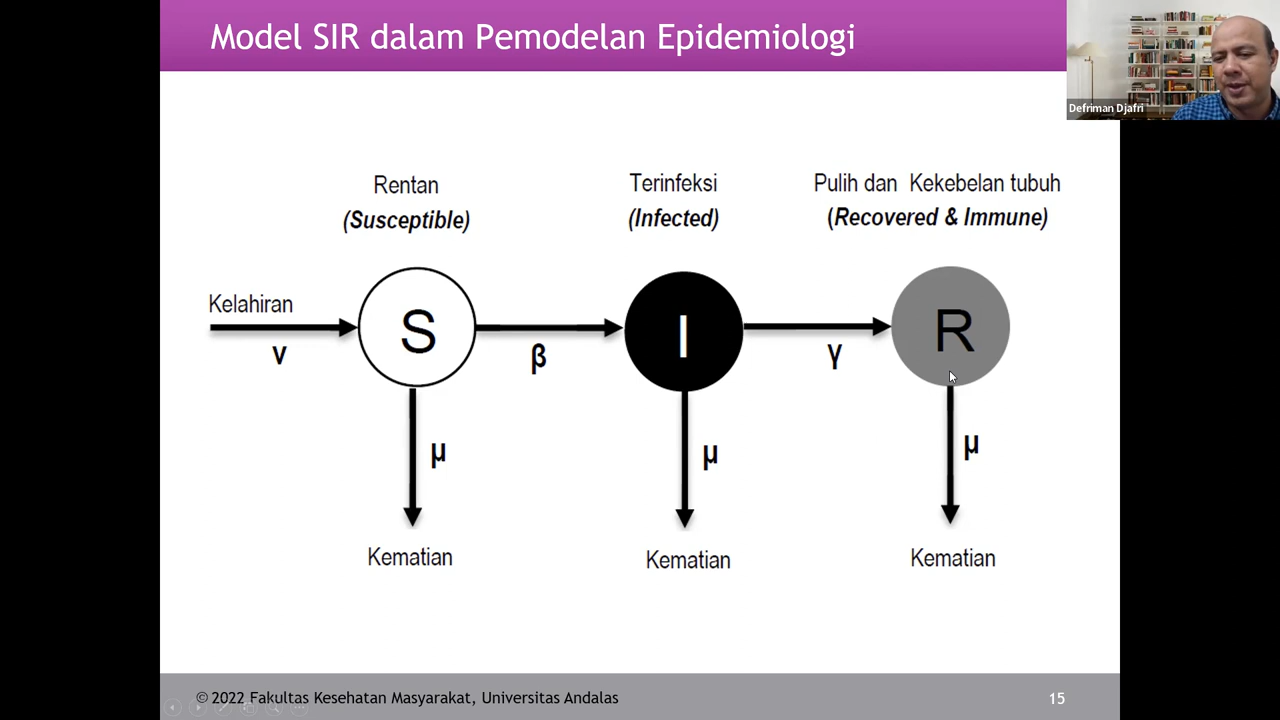 Model SIR dalam Pemodelan Epidemiologi
Defriman Djafri
Rentan
(Susceptible)
Terinfeksi
(Infected)
Pulih dan Kekebelan tubuh
(Recovered & Immune)
Kelahiran
ν
S
β
I
γ
R
μ
μ
μ
Kematian
Kematian
Kematian
© 2022 Fakultas Kesehatan Masyarakat, Universitas Andalas
15